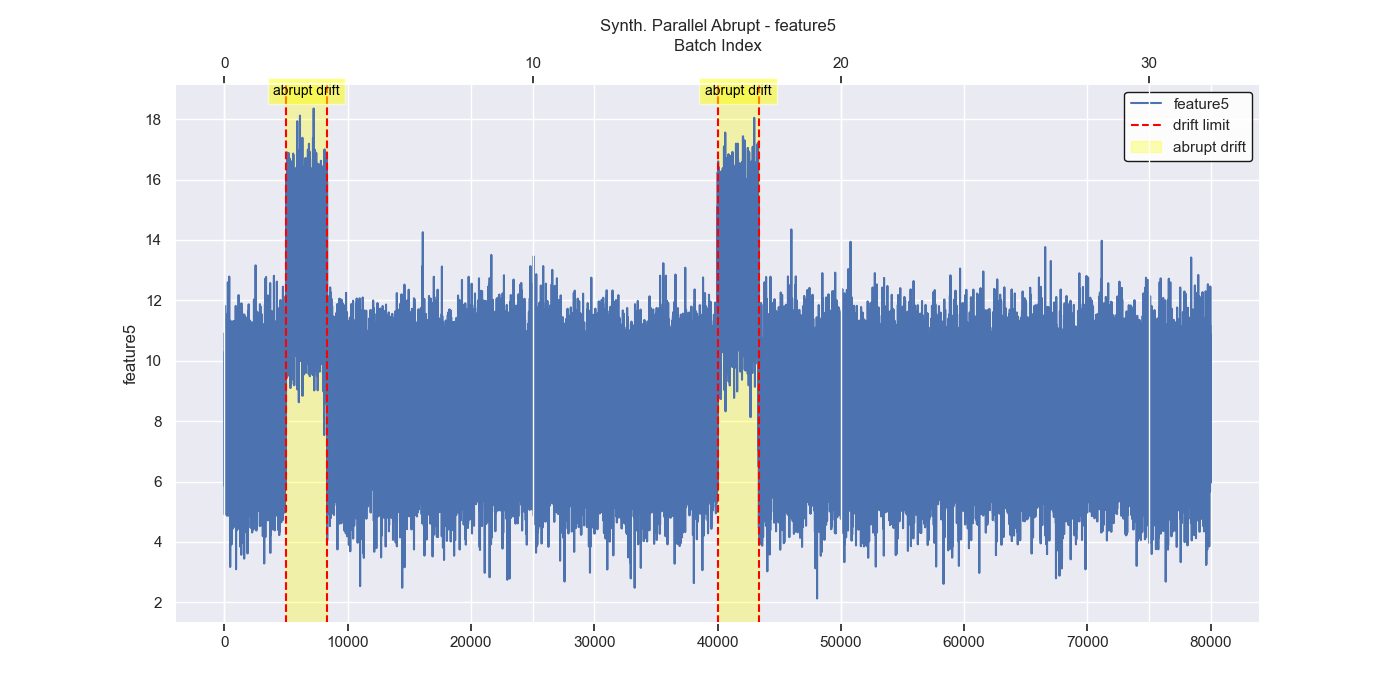 Synth. Parallel Abrupt - feature5
Batch Index
0 10 20 30
abrupt drift abrupt drift
feature5
drift limit
abrupt drift
18
16
14
12
10
8
6
4
2
feature5
0 10000 20000 30000 40000 50000 60000 70000 80000